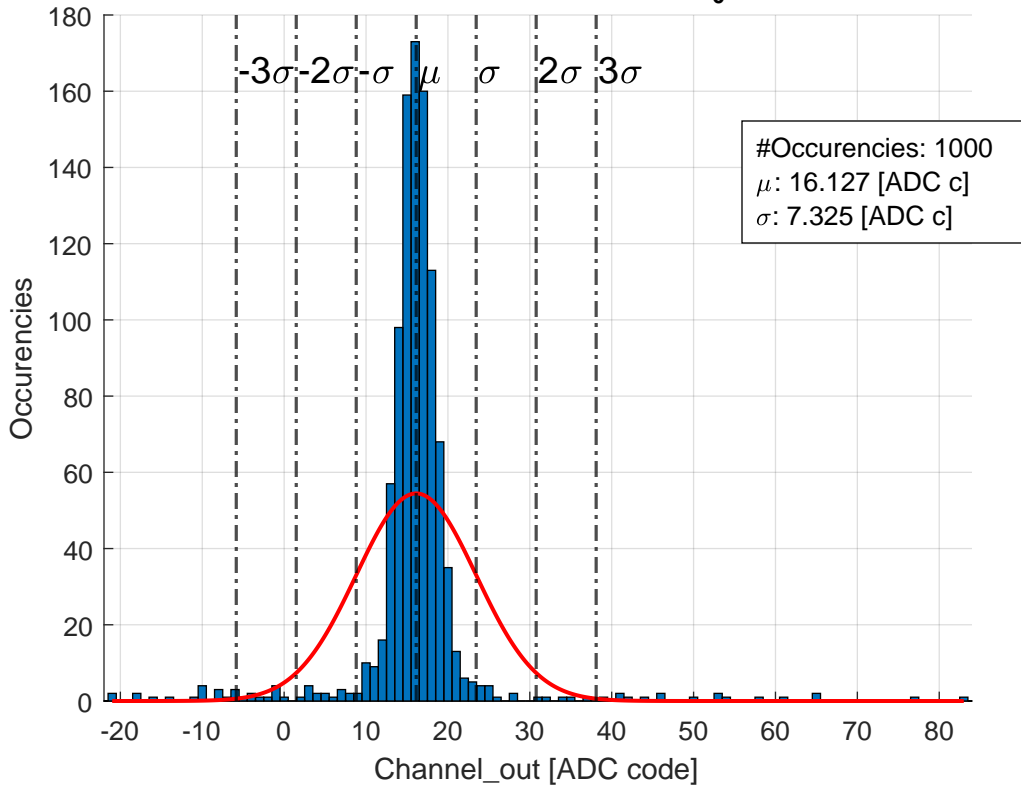 180
160
140
120
100
80
60
40
20
0
-3σ -2σ -σ μ σ 2σ 3σ
#Occurencies: 1000
μ: 16.127 [ADC c]
σ: 7.325 [ADC c]
Occurencies
-20 -10 0 10 20 30 40 50 60 70 80
Channel_out [ADC code]